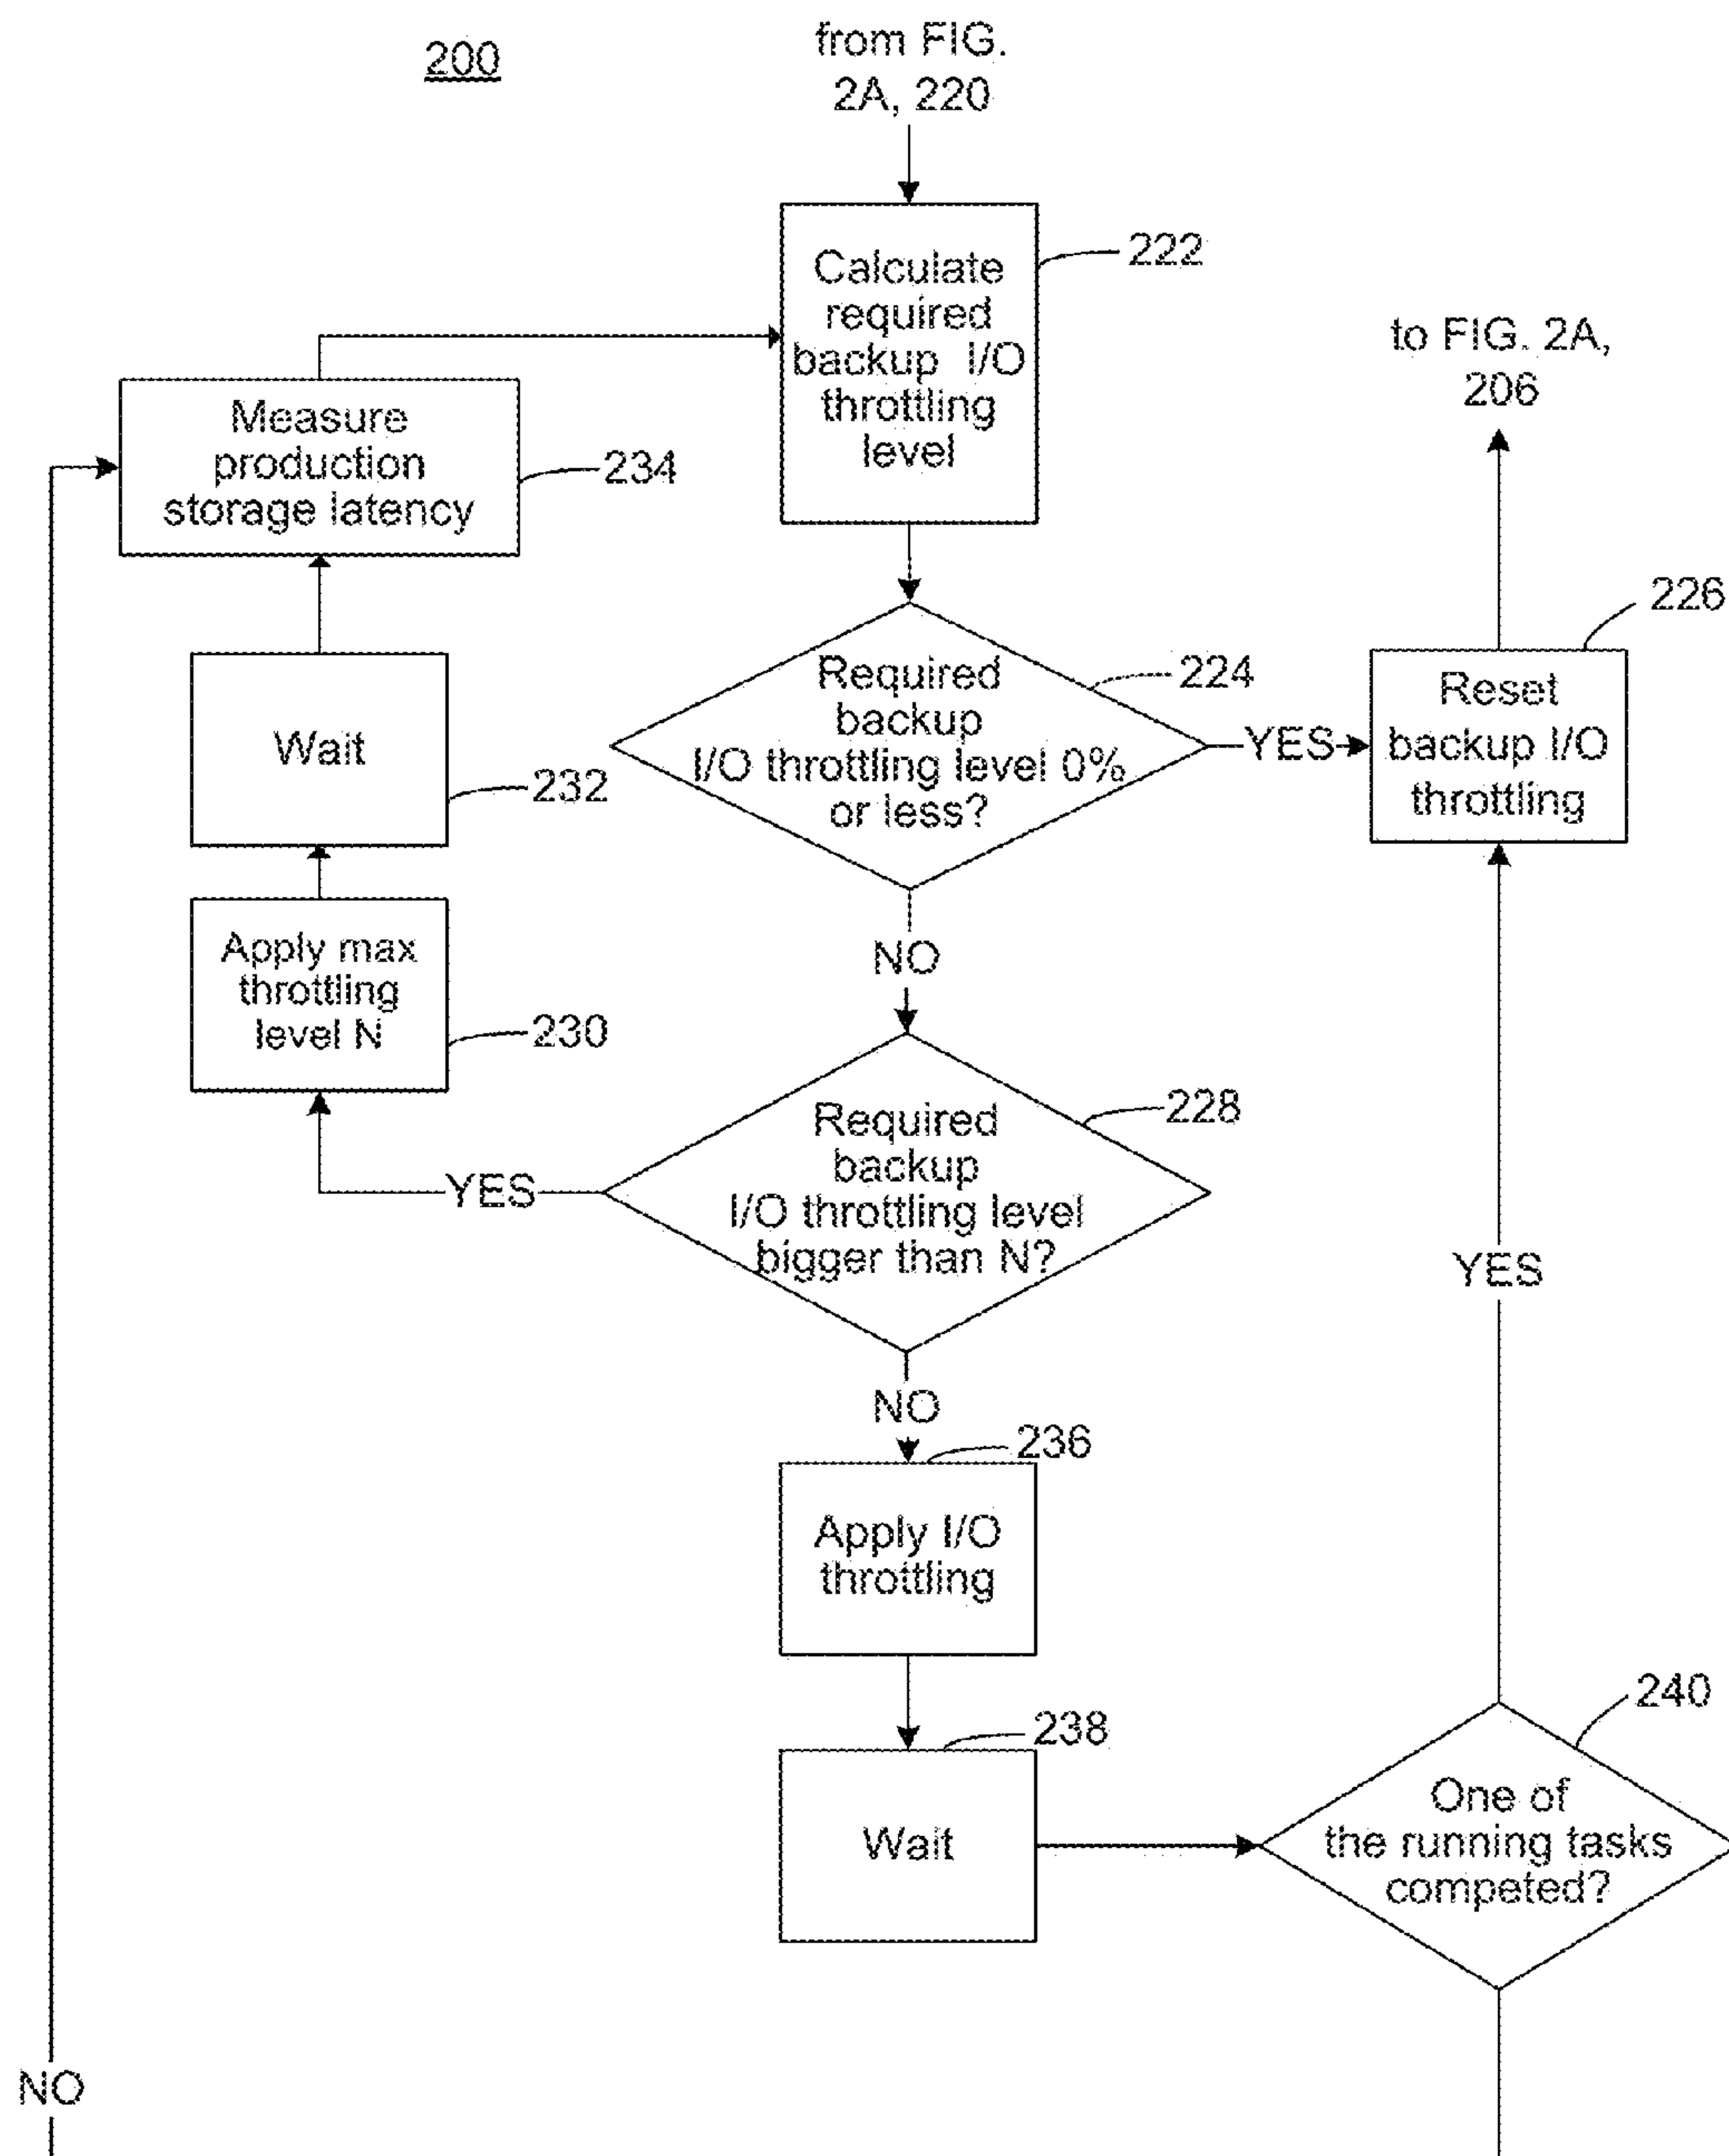 200
from FIG.
2A, 220
Calculate
required
backup I/O
throttling
level
222
to FIG. 2A,
206
Measure
production
storage latency
234
226
Reset
backup I/O
throttling
Required
backup
I/O throttling level 0%
or less?
224
YES
Wait
232
NO
Apply max
throttling
level N
230
Required
backup
I/O throttling level
bigger than N?
228
YES
YES
NO
236
Apply I/O
throttling
238
Wait
240
One of
the running tasks
competed?
NO